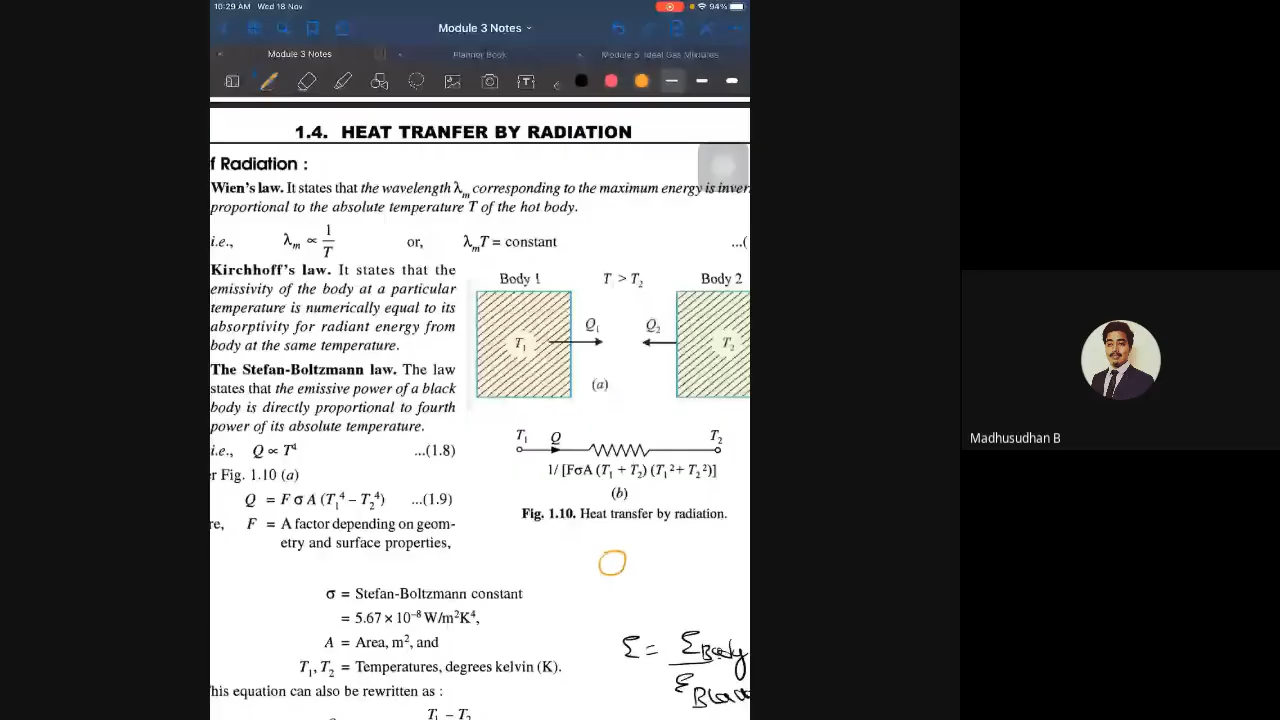 10:29 AM Wed 18 Nov
94%
Module 3 Notes
Module 3 Notes
Planner Book
Module 5 Ideal Gas Mixtures
1.4. HEAT TRANFER BY RADIATION
f Radiation :
Wien's law. It states that the wavelength λm corresponding to the maximum energy is inver
proportional to the absolute temperature T of the hot body.
i.e., λm ∝ 1/T or, λmT = constant ...(
Kirchhoff's law. It states that the
emissivity of the body at a particular
temperature is numerically equal to its
absorptivity for radiant energy from
body at the same temperature.
The Stefan-Boltzmann law. The law
states that the emissive power of a black
body is directly proportional to fourth
power of its absolute temperature.
i.e., Q ∝ T⁴ ...(1.8)
r Fig. 1.10 (a)
Q = F σ A (T₁⁴ – T₂⁴) ...(1.9)
re, F = A factor depending on geom-
etry and surface properties,
Body 1 T > T₂ Body 2
Q₁ Q₂
T₁ T₂
(a)
T₁ Q T₂
1/ [FσA (T₁ + T₂) (T₁² + T₂²)]
(b)
Fig. 1.10. Heat transfer by radiation.
σ = Stefan-Boltzmann constant
= 5.67 × 10⁻⁸ W/m²K⁴,
A = Area, m², and
T₁, T₂ = Temperatures, degrees kelvin (K).
his equation can also be rewritten as :
T₁ – T₂
Σ = ΣBody
εBlac
Madhusudhan B